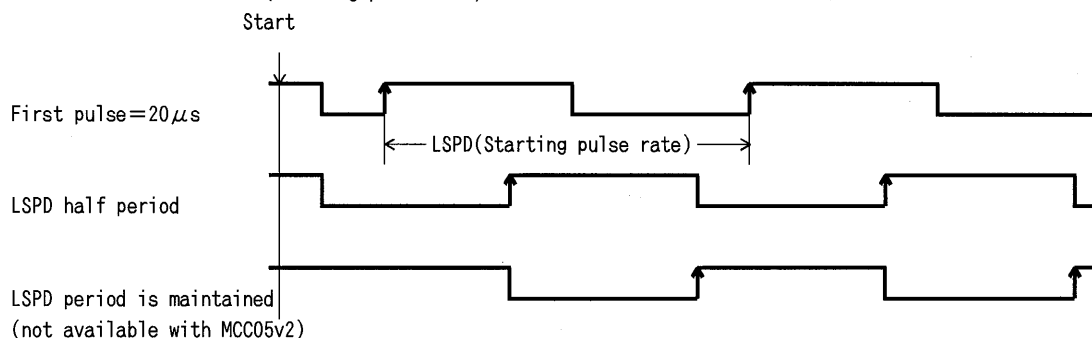 Start
First pulse＝20μs
LSPD(Starting pulse rate)
LSPD half period
LSPD period is maintained
(not available with MCC05v2)